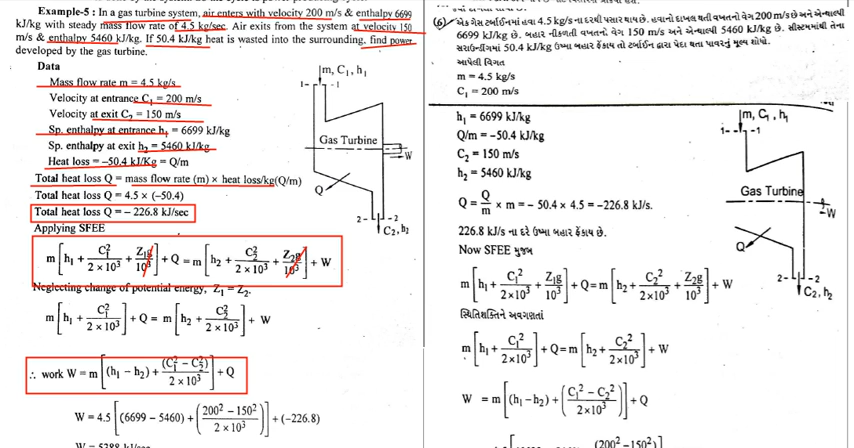 Example-5 : In a gas turbine system, air enters with velocity 200 m/s & enthalpy 6699
kJ/kg with steady mass flow rate of 4.5 kg/sec. Air exits from the system at velocity 150
m/s & enthalpy 5460 kJ/kg. If 50.4 kJ/kg heat is wasted into the surrounding, find power
developed by the gas turbine.
Data
Mass flow rate m = 4.5 kg/s
Velocity at entrance C₁ = 200 m/s
Velocity at exit C₂ = 150 m/s
Sp. enthalpy at entrance h₁ = 6699 kJ/kg
Sp. enthalpy at exit h₂ = 5460 kJ/kg
Heat loss = –50.4 kJ/Kg = Q/m
Total heat loss Q = mass flow rate (m) × heat loss/kg(Q/m)
Total heat loss Q = 4.5 × (–50.4)
Total heat loss Q = – 226.8 kJ/sec
Applying SFEE
m[h₁ + C₁²/(2×10³) + Z₁g/10³] + Q = m[h₂ + C₂²/(2×10³) + Z₂g/10³] + W
Neglecting change of potential energy, Z₁ = Z₂.
m[h₁ + C₁²/(2×10³)] + Q = m[h₂ + C₂²/(2×10³)] + W
∴ work W = m[(h₁ – h₂) + (C₁² – C₂²)/(2×10³)] + Q
W = 4.5[(6699 – 5460) + ((200² – 150²)/(2×10³))] + (–226.8)
m, C₁, h₁
1
1
Gas Turbine
W
Q
2
2
C₂, h₂
(6) એક ગેસ ટર્બાઈનમાં હવા 4.5 kg/s ના દરથી પસાર થાય છે. હવાનો દાખલ થતી વખતનો વેગ 200 m/s છે અને એન્થાલ્પી
6699 kJ/kg છે. બહાર નીકળતી વખતનો વેગ 150 m/s અને એન્થાલ્પી 5460 kJ/kg છે. સીસ્ટમમાંથી તેના
સરાઉન્ડીંગમાં 50.4 kJ/kg ઉષ્મા બહાર ફેંકાય તો ટર્બાઈન દ્વારા પેદા થતા પાવરનું મૂલ્ય શોધો.
આપેલી વિગત
m = 4.5 kg/s
C₁ = 200 m/s
h₁ = 6699 kJ/kg
Q/m = –50.4 kJ/kg
C₂ = 150 m/s
h₂ = 5460 kJ/kg
Q = Q/m × m = – 50.4 × 4.5 = –226.8 kJ/s.
226.8 kJ/s ના દરે ઉષ્મા બહાર ફેંકાય છે.
Now SFEE મુજબ
m[h₁ + C₁²/(2×10³) + Z₁g/10³] + Q = m[h₂ + C₂²/(2×10³) + Z₂g/10³] + W
સ્થિતિશક્તિને અવગણતાં
m[h₁ + C₁²/(2×10³)] + Q = m[h₂ + C₂²/(2×10³)] + W
W = m[(h₁ – h₂) + ((C₁² – C₂²)/(2×10³))] + Q
(200² – 150²)
m, C₁, h₁
1
1
Gas Turbine
W
Q
2
2
C₂, h₂